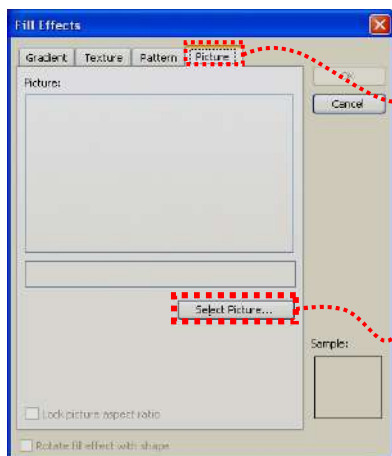 Fill Effects
Gradient Texture Pattern Picture
OK
Picture:
Cancel
Select Picture...
Sample:
Lock picture aspect ratio
Rotate fill effect with shape